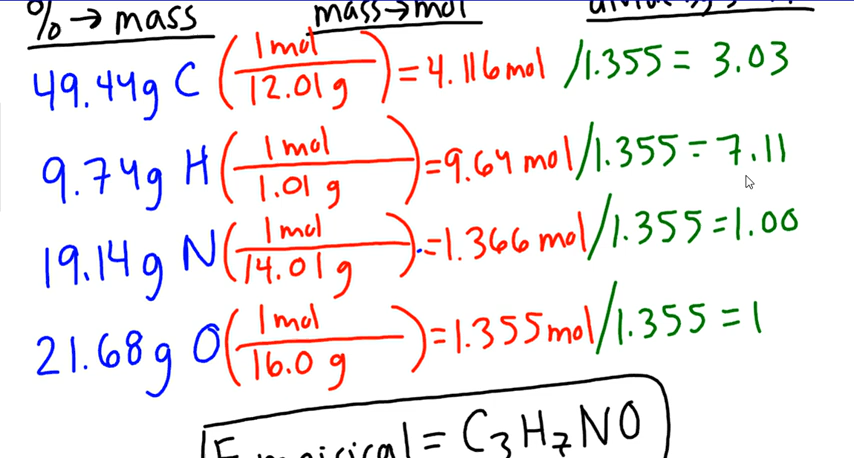 % → mass mass→mol
49.44g C (1 mol / 12.01 g) = 4.116 mol /1.355 = 3.03
9.74g H (1 mol / 1.01 g) = 9.64 mol /1.355 = 7.11
19.14g N (1 mol / 14.01 g) = 1.366 mol /1.355 = 1.00
21.68g O (1 mol / 16.0 g) = 1.355 mol /1.355 = 1
Empirical = C₃H₇NO